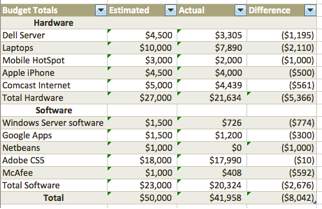 Budget Totals Estimated Actual Difference
Hardware
Dell Server $4,500 $3,305 ($1,195)
Laptops $10,000 $7,890 ($2,110)
Mobile HotSpot $3,000 $2,000 ($1,000)
Apple iPhone $4,500 $4,000 ($500)
Comcast Internet $5,000 $4,439 ($561)
Total Hardware $27,000 $21,634 ($5,366)
Software
Windows Server software $1,500 $726 ($774)
Google Apps $1,500 $1,200 ($300)
Netbeans $1,000 $0 ($1,000)
Adobe CS5 $18,000 $17,990 ($10)
McAfee $1,000 $408 ($592)
Total Software $23,000 $20,324 ($2,676)
Total $50,000 $41,958 ($8,042)